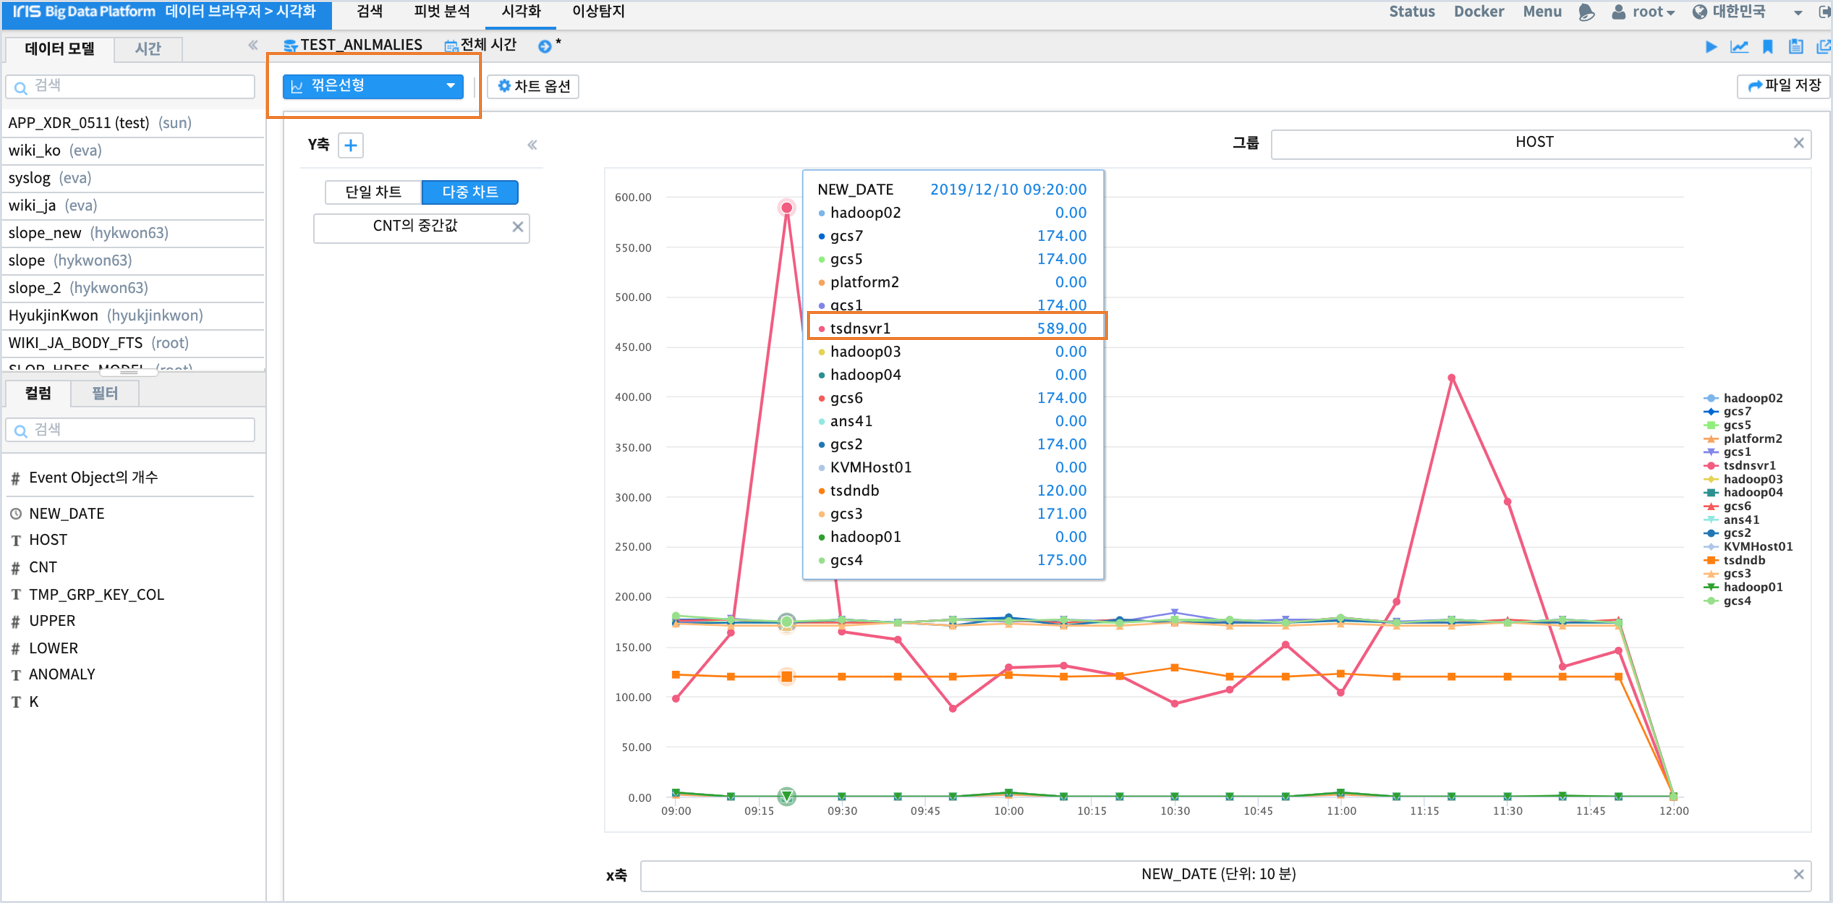 IRIS Big Data Platform 데이터 브라우저 > 시각화
검색 피벗 분석 시각화 이상탐지
Status Docker Menu root 대한민국
데이터 모델 시간
검색
APP_XDR_0511 (test) (sun)
wiki_ko (eva)
syslog (eva)
wiki_ja (eva)
slope_new (hykwon63)
slope (hykwon63)
slope_2 (hykwon63)
HyukjinKwon (hyukjinkwon)
WIKI_JA_BODY_FTS (root)
SLOP_HDFS_MODEL (root)
컬럼 필터
검색
# Event Object의 개수
NEW_DATE
T HOST
# CNT
T TMP_GRP_KEY_COL
# UPPER
# LOWER
T ANOMALY
T K
TEST_ANLMALIES 전체 시간 *
꺾은선형
차트 옵션
파일 저장
Y축 +
단일 차트 다중 차트
CNT의 중간값
그룹 HOST
600.00
550.00
500.00
450.00
400.00
350.00
300.00
250.00
200.00
150.00
100.00
50.00
0.00
NEW_DATE 2019/12/10 09:20:00
hadoop02 0.00
gcs7 174.00
gcs5 174.00
platform2 0.00
gcs1 174.00
tsdnsvr1 589.00
hadoop03 0.00
hadoop04 0.00
gcs6 174.00
ans41 0.00
gcs2 174.00
KVMHost01 0.00
tsdndb 120.00
gcs3 171.00
hadoop01 0.00
gcs4 175.00
hadoop02
gcs7
gcs5
platform2
gcs1
tsdnsvr1
hadoop03
hadoop04
gcs6
ans41
gcs2
KVMHost01
tsdndb
gcs3
hadoop01
gcs4
09:00 09:15 09:30 09:45 10:00 10:15 10:30 10:45 11:00 11:15 11:30 11:45 12:00
x축 NEW_DATE (단위: 10 분)